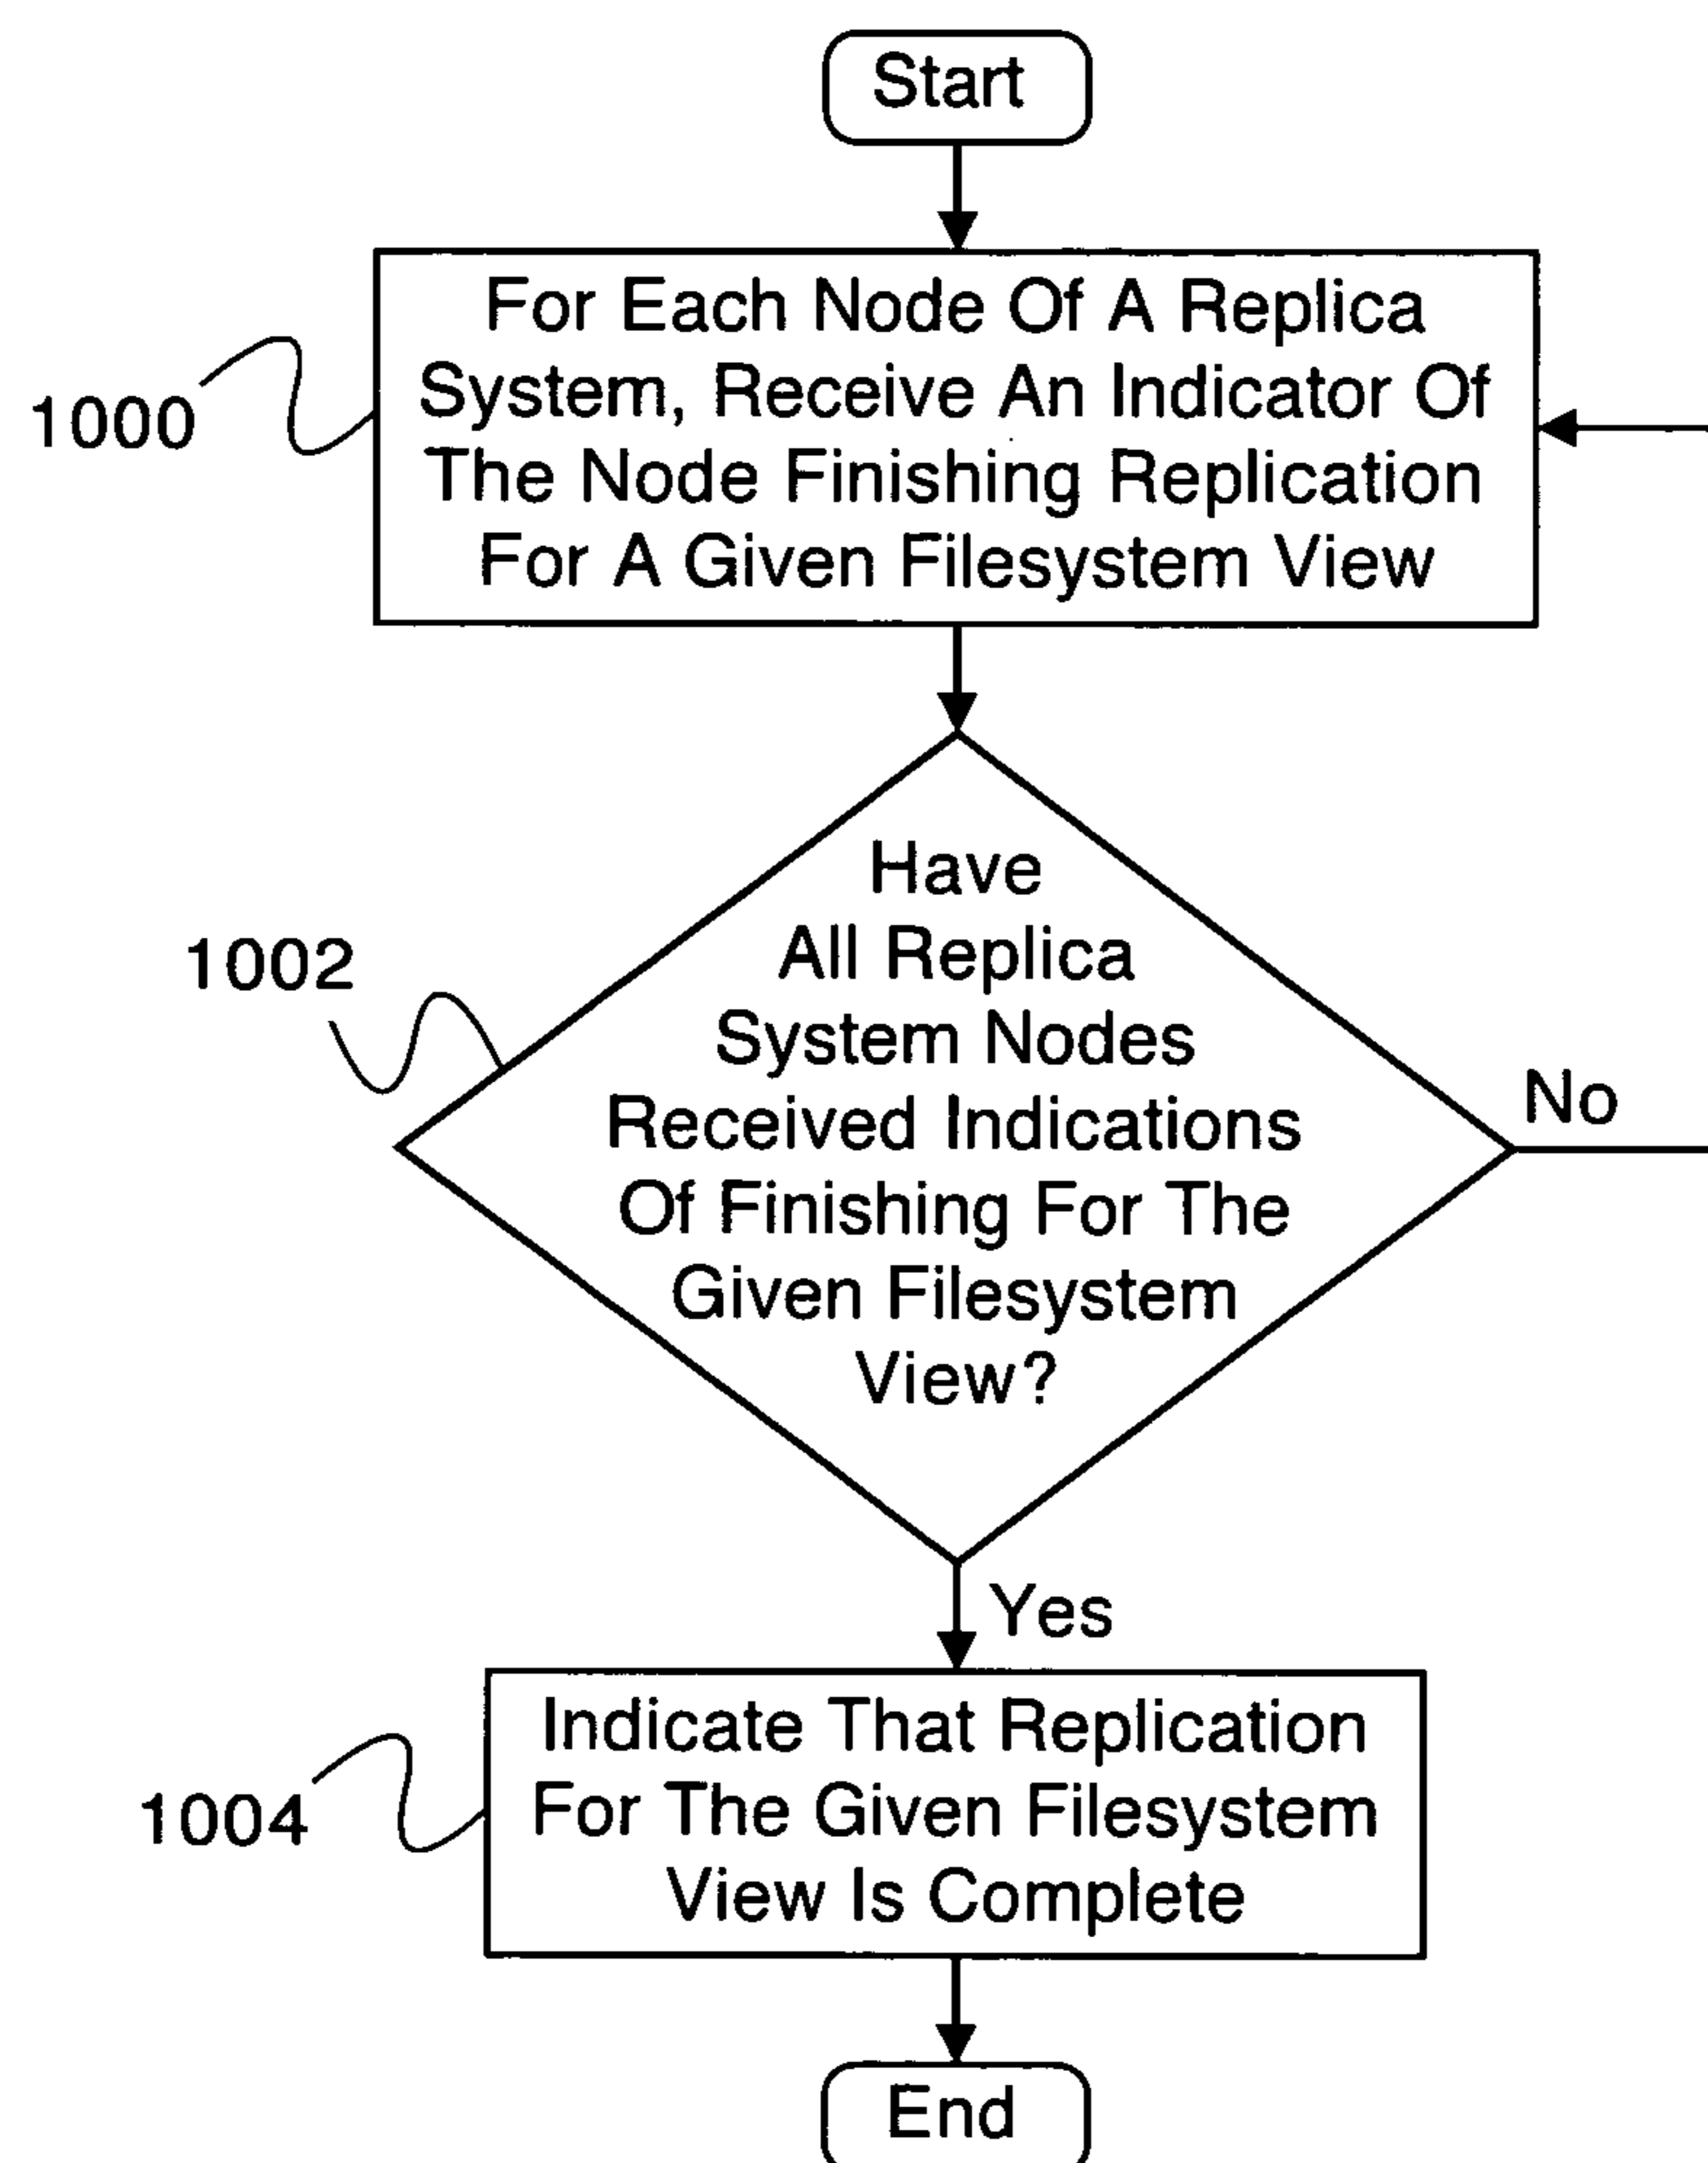 Start
1000
For Each Node Of A Replica
System, Receive An Indicator Of
The Node Finishing Replication
For A Given Filesystem View
1002
Have
All Replica
System Nodes
Received Indications
Of Finishing For The
Given Filesystem
View?
No
Yes
1004
Indicate That Replication
For The Given Filesystem
View Is Complete
End